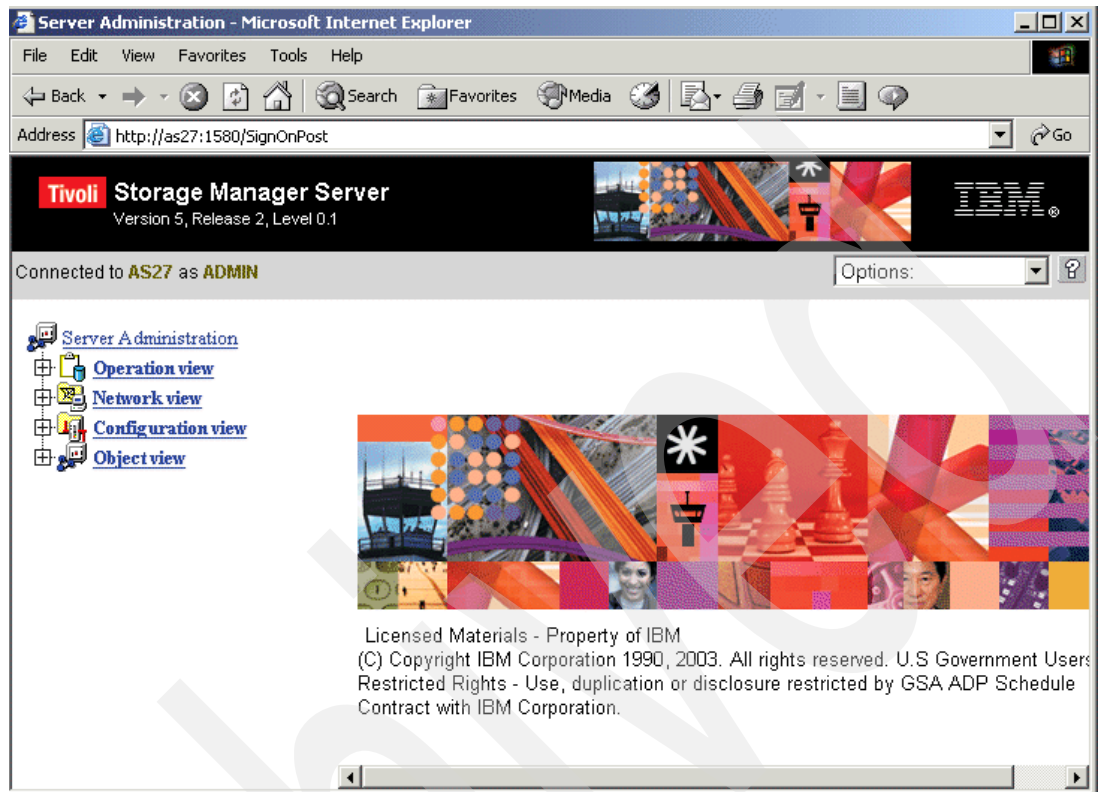 Server Administration - Microsoft Internet Explorer
File Edit View Favorites Tools Help
Back Search Favorites Media
Address http://as27:1580/SignOnPost Go
Tivoli Storage Manager Server
Version 5, Release 2, Level 0.1
IBM®
Connected to AS27 as ADMIN Options: ?
Server Administration
Operation view
Network view
Configuration view
Object view
Licensed Materials - Property of IBM
(C) Copyright IBM Corporation 1990, 2003. All rights reserved. U.S Government Users
Restricted Rights - Use, duplication or disclosure restricted by GSA ADP Schedule
Contract with IBM Corporation.